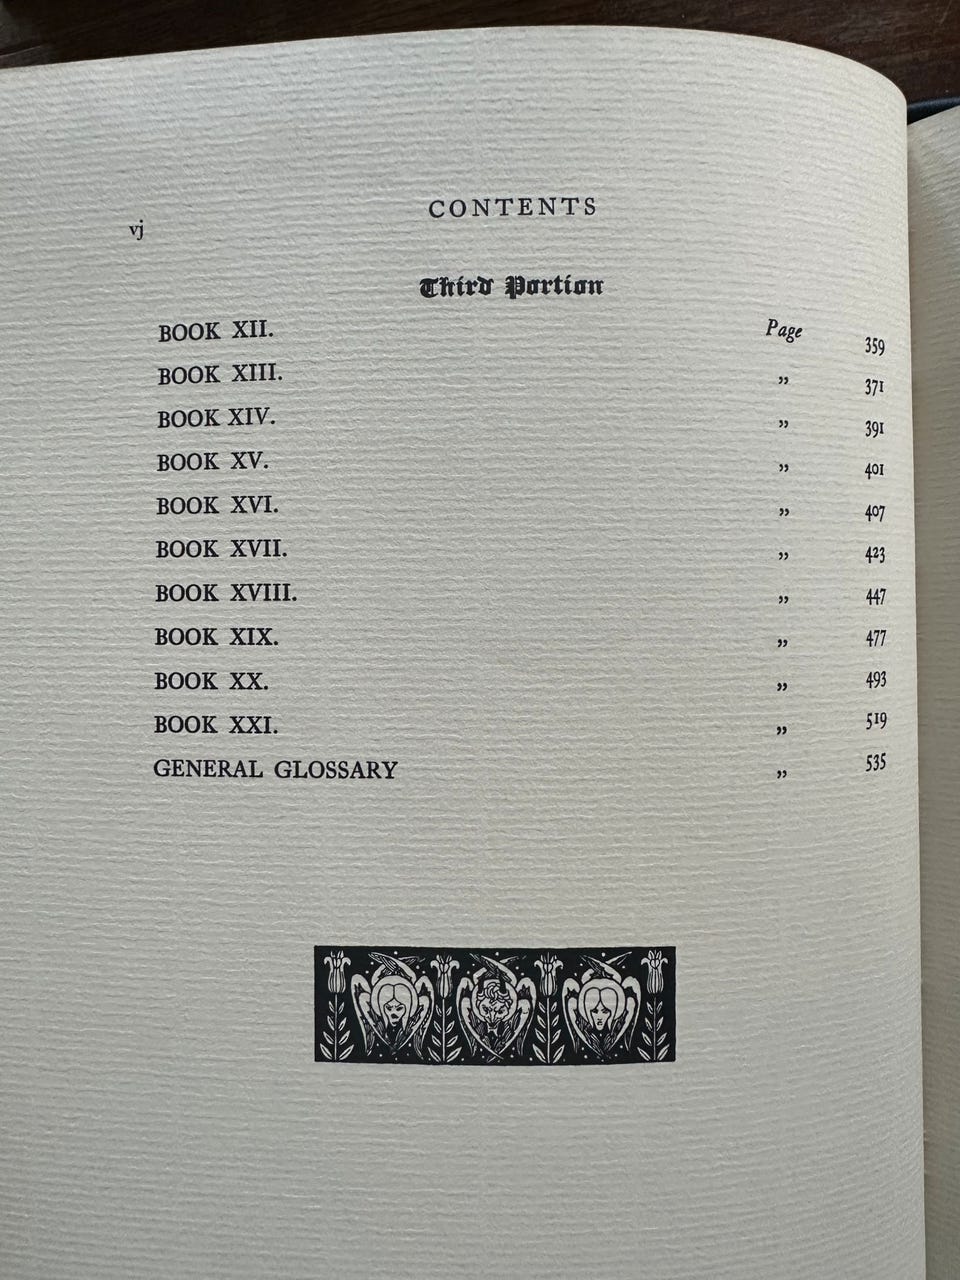 CONTENTS
vj
Third Portion
BOOK XII. Page 359
BOOK XIII. „ 371
BOOK XIV. „ 391
BOOK XV. „ 401
BOOK XVI. „ 407
BOOK XVII. „ 423
BOOK XVIII. „ 447
BOOK XIX. „ 477
BOOK XX. „ 493
BOOK XXI. „ 519
GENERAL GLOSSARY „ 535